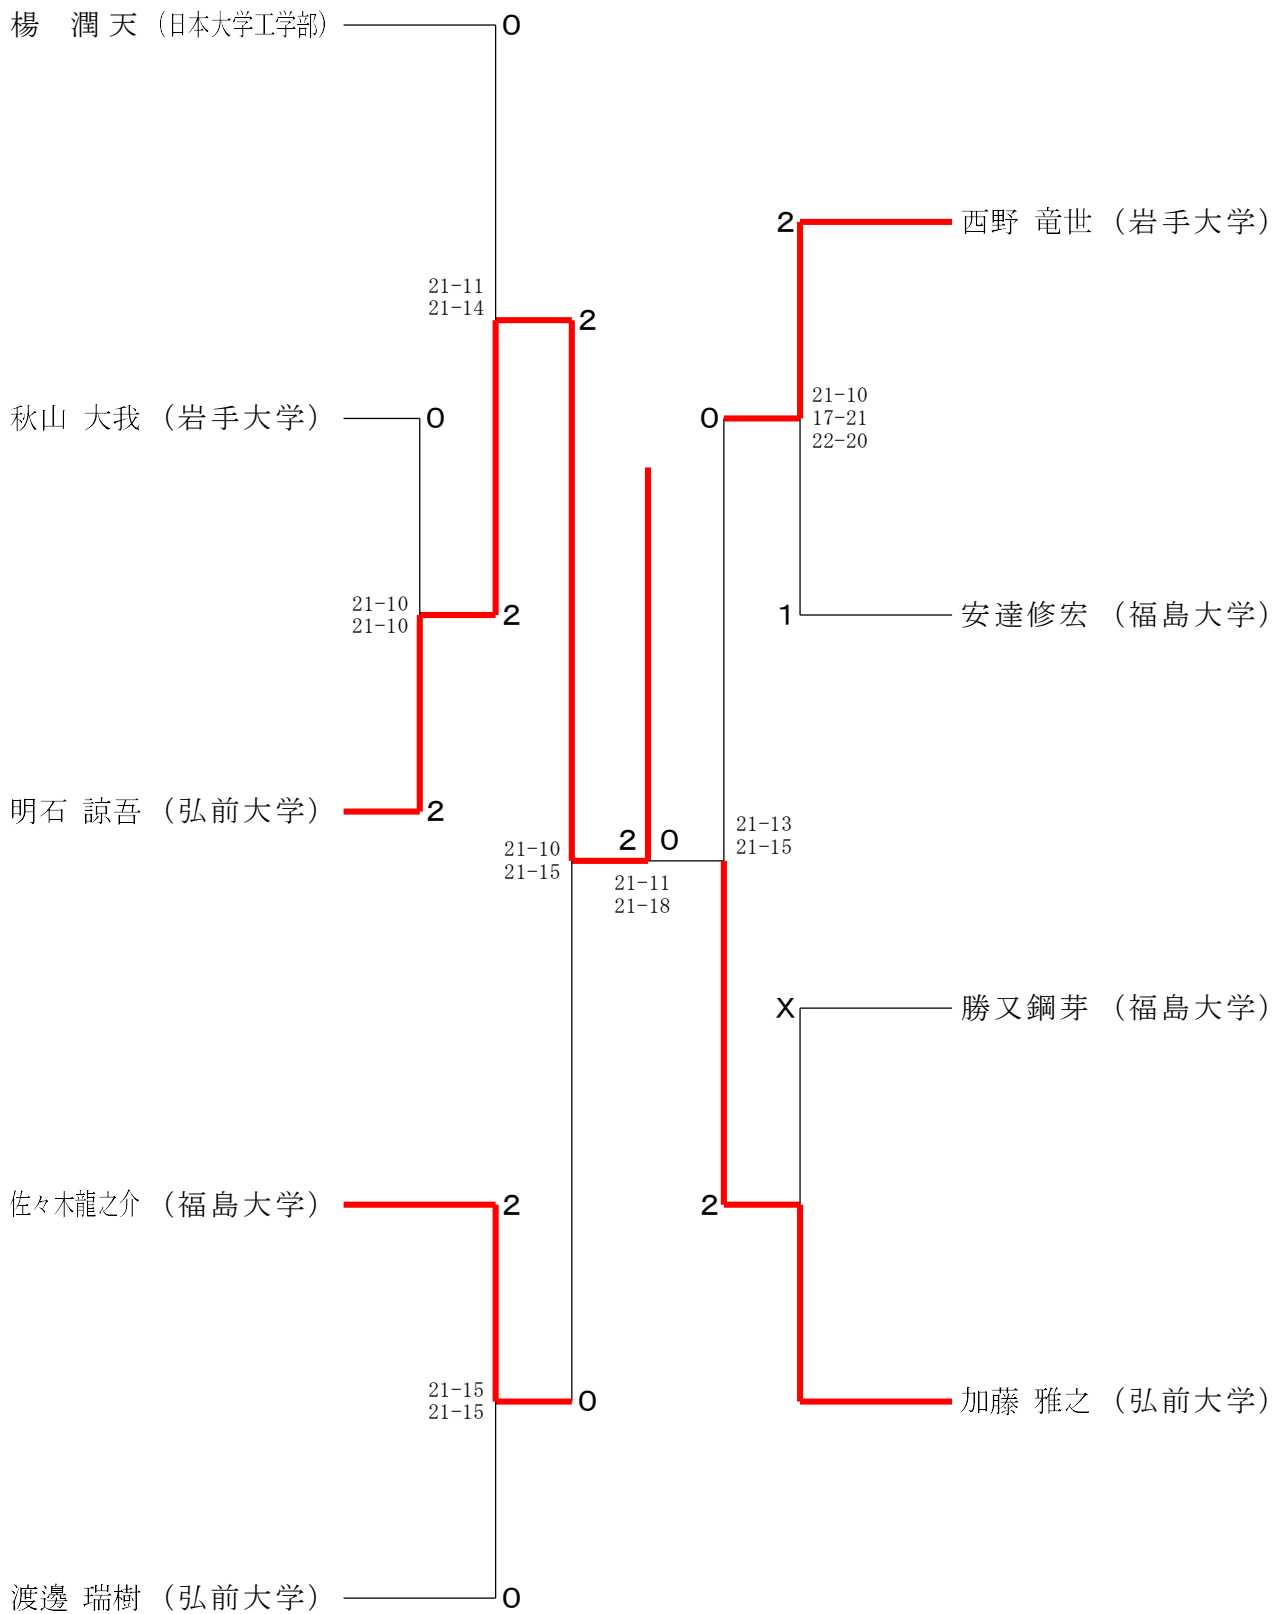 楊　潤 天 （日本大学工学部）
0
2
西野 竜世 （岩手大学）
21-11
21-14
2
21-10
17-21
22-20
秋山 大我 （岩手大学）
0
0
21-10
21-10
2
1
安達修宏 （福島大学）
明石 諒吾 （弘前大学）
2
21-13
21-15
2 0
21-10
21-15
21-11
21-18
X
勝又鋼芽 （福島大学）
佐々木龍之介 （福島大学）
2
2
21-15
21-15
0
加藤 雅之 （弘前大学）
渡邊 瑞樹 （弘前大学）
0